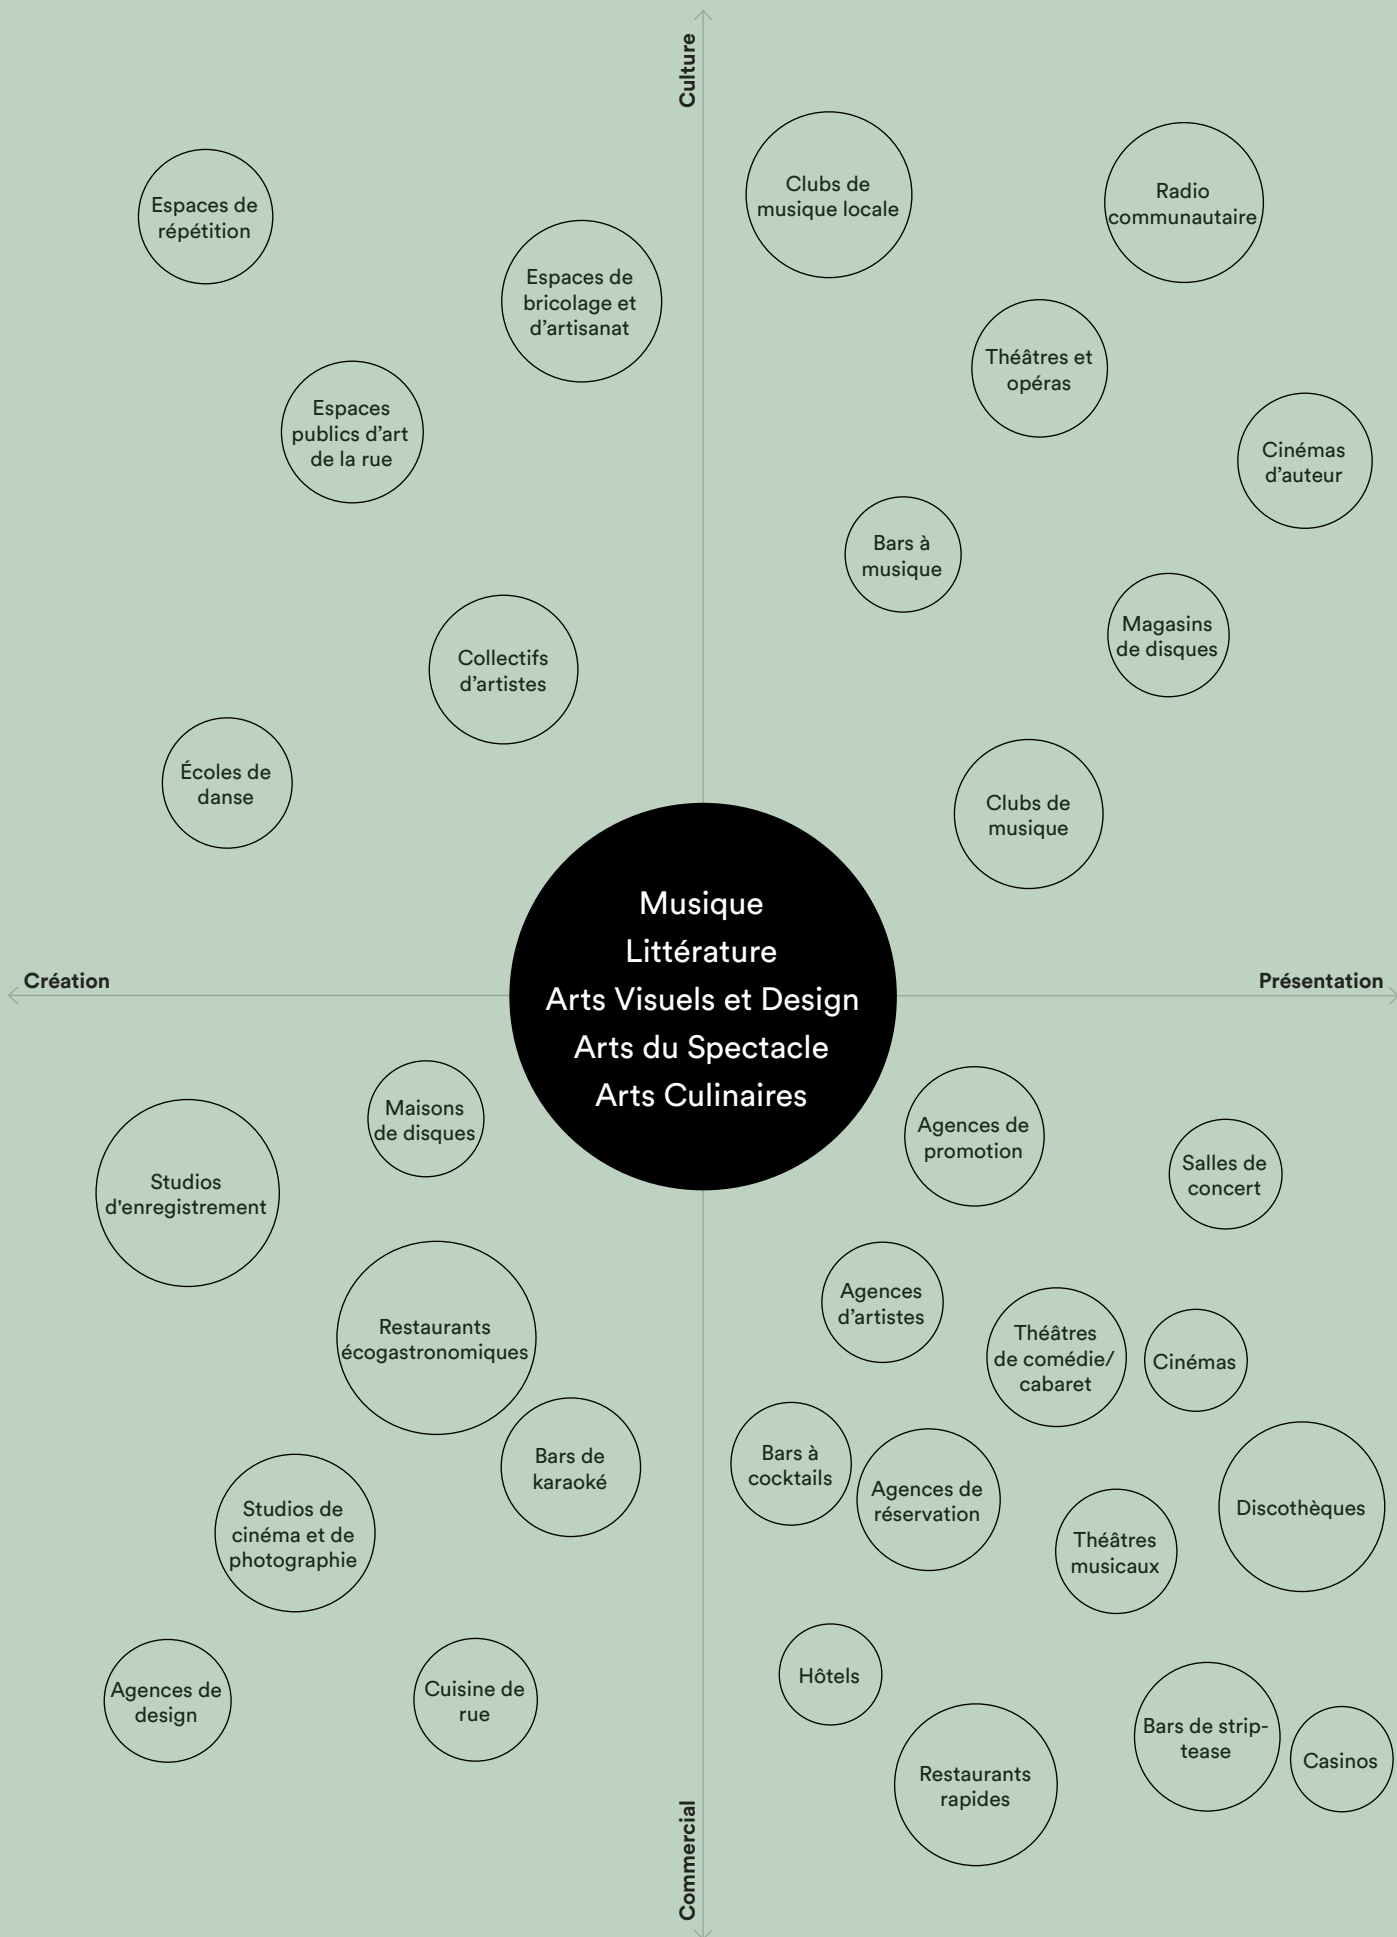 Culture
Espaces de
répétition
Espaces de
bricolage et
d’artisanat
Espaces
publics d’art
de la rue
Collectifs
d’artistes
Écoles de
danse
Clubs de
musique locale
Radio
communautaire
Théâtres et
opéras
Cinémas
d’auteur
Bars à
musique
Magasins
de disques
Clubs de
musique
Création
Musique
Littérature
Arts Visuels et Design
Arts du Spectacle
Arts Culinaires
Présentation
Maisons
de disques
Studios
d'enregistrement
Restaurants
écogastronomiques
Bars de
karaoké
Studios de
cinéma et de
photographie
Agences de
design
Cuisine de
rue
Agences de
promotion
Salles de
concert
Agences
d’artistes
Théâtres
de comédie/
cabaret
Cinémas
Bars à
cocktails
Agences de
réservation
Discothèques
Théâtres
musicaux
Hôtels
Restaurants
rapides
Bars de strip-
tease
Casinos
Commercial